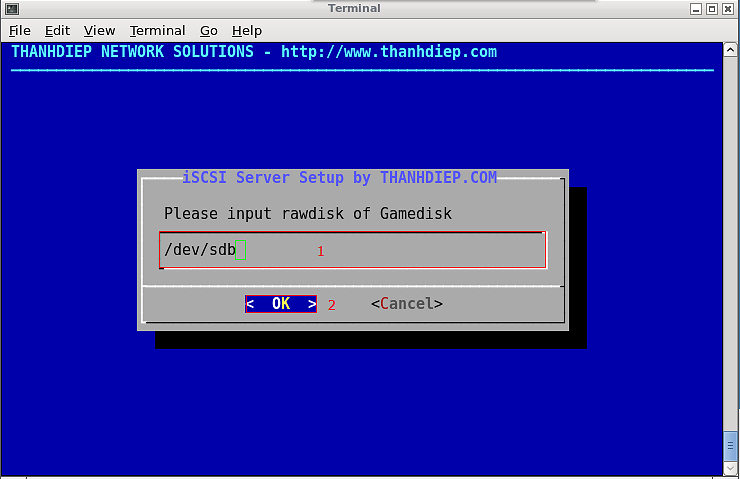 Terminal
File Edit View Terminal Go Help
THANHDIEP NETWORK SOLUTIONS - http://www.thanhdiep.com
iSCSI Server Setup by THANHDIEP.COM
Please input rawdisk of Gamedisk
/dev/sdb 1
< OK > 2 <Cancel>